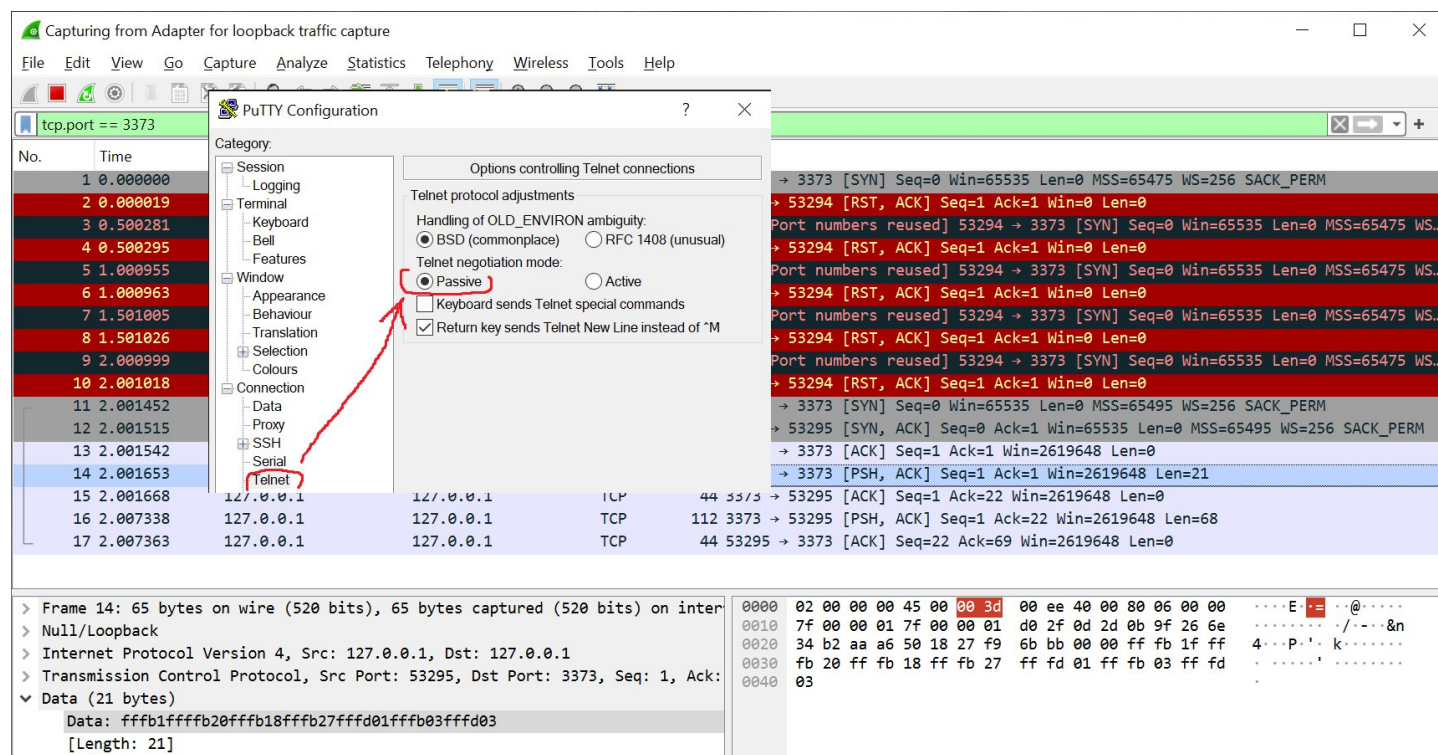 Capturing from Adapter for loopback traffic capture
File Edit View Go Capture Analyze Statistics Telephony Wireless Tools Help
tcp.port == 3373
+
No. Time
1 0.000000 → 3373 [SYN] Seq=0 Win=65535 Len=0 MSS=65475 WS=256 SACK_PERM
2 0.000019 → 53294 [RST, ACK] Seq=1 Ack=1 Win=0 Len=0
3 0.500281 Port numbers reused] 53294 → 3373 [SYN] Seq=0 Win=65535 Len=0 MSS=65475 WS…
4 0.500295 → 53294 [RST, ACK] Seq=1 Ack=1 Win=0 Len=0
5 1.000955 Port numbers reused] 53294 → 3373 [SYN] Seq=0 Win=65535 Len=0 MSS=65475 WS…
6 1.000963 → 53294 [RST, ACK] Seq=1 Ack=1 Win=0 Len=0
7 1.501005 Port numbers reused] 53294 → 3373 [SYN] Seq=0 Win=65535 Len=0 MSS=65475 WS…
8 1.501026 → 53294 [RST, ACK] Seq=1 Ack=1 Win=0 Len=0
9 2.000999 Port numbers reused] 53294 → 3373 [SYN] Seq=0 Win=65535 Len=0 MSS=65475 WS…
10 2.001018 → 53294 [RST, ACK] Seq=1 Ack=1 Win=0 Len=0
11 2.001452 → 3373 [SYN] Seq=0 Win=65535 Len=0 MSS=65495 WS=256 SACK_PERM
12 2.001515 → 53295 [SYN, ACK] Seq=0 Ack=1 Win=65535 Len=0 MSS=65495 WS=256 SACK_PERM
13 2.001542 → 3373 [ACK] Seq=1 Ack=1 Win=2619648 Len=0
14 2.001653 → 3373 [PSH, ACK] Seq=1 Ack=1 Win=2619648 Len=21
15 2.001668 127.0.0.1 127.0.0.1 TCP 44 3373 → 53295 [ACK] Seq=1 Ack=22 Win=2619648 Len=0
16 2.007338 127.0.0.1 127.0.0.1 TCP 112 3373 → 53295 [PSH, ACK] Seq=1 Ack=22 Win=2619648 Len=68
17 2.007363 127.0.0.1 127.0.0.1 TCP 44 53295 → 3373 [ACK] Seq=22 Ack=69 Win=2619648 Len=0
PuTTY Configuration ?
Category:
Session
Logging
Terminal
Keyboard
Bell
Features
Window
Appearance
Behaviour
Translation
Selection
Colours
Connection
Data
Proxy
SSH
Serial
Telnet
Options controlling Telnet connections
Telnet protocol adjustments
Handling of OLD_ENVIRON ambiguity:
BSD (commonplace) RFC 1408 (unusual)
Telnet negotiation mode:
Passive Active
Keyboard sends Telnet special commands
Return key sends Telnet New Line instead of ^M
Frame 14: 65 bytes on wire (520 bits), 65 bytes captured (520 bits) on inter
Null/Loopback
Internet Protocol Version 4, Src: 127.0.0.1, Dst: 127.0.0.1
Transmission Control Protocol, Src Port: 53295, Dst Port: 3373, Seq: 1, Ack:
Data (21 bytes)
Data: fffb1ffffb20fffb18fffb27fffd01fffb03fffd03
[Length: 21]
0000 02 00 00 00 45 00 00 3d 00 ee 40 00 80 06 00 00 ····E··= ··@·····
0010 7f 00 00 01 7f 00 00 01 d0 2f 0d 2d 0b 9f 26 6e ········ ·/·-··&n
0020 34 b2 aa a6 50 18 27 f9 6b bb 00 00 ff fb 1f ff 4···P·'· k·······
0030 fb 20 ff fb 18 ff fb 27 ff fd 01 ff fb 03 ff fd · ·····' ········
0040 03 ·